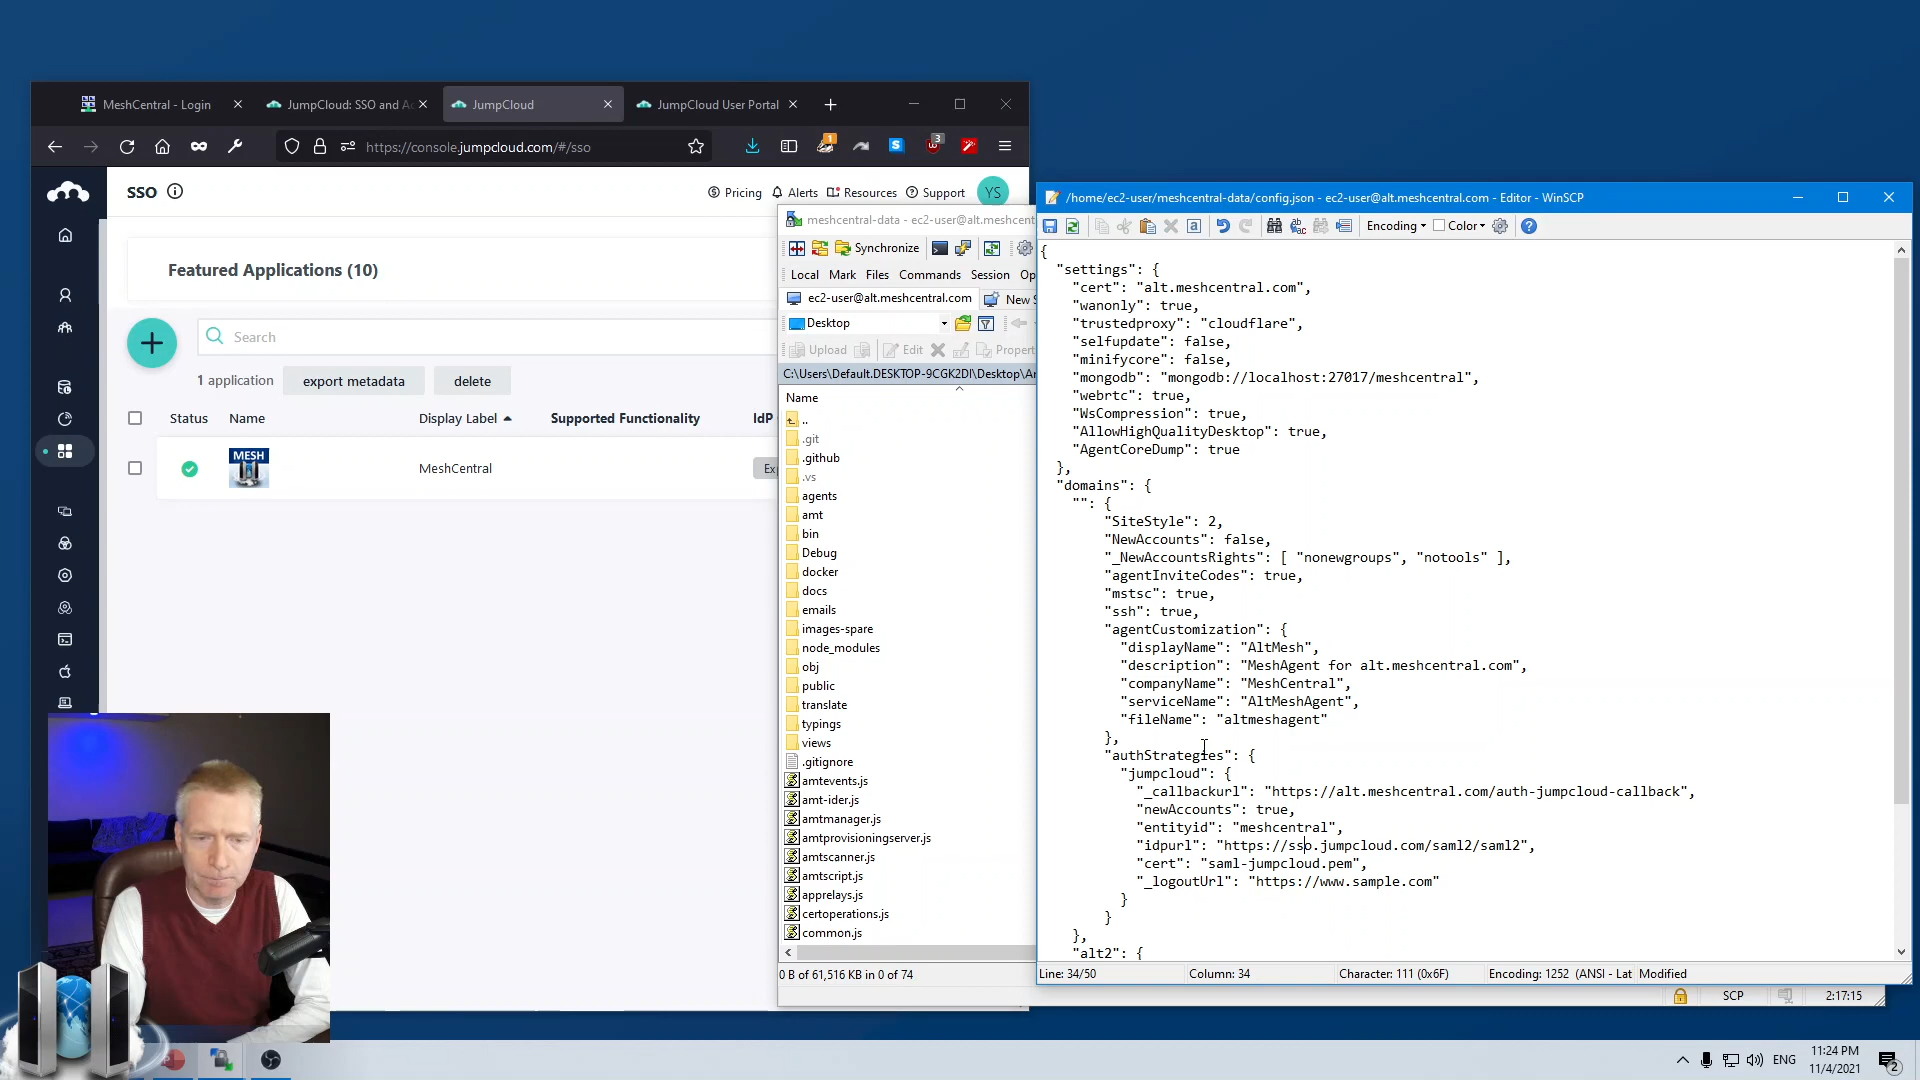 MeshCentral - Login
JumpCloud: SSO and Ac
JumpCloud
JumpCloud User Portal
https://console.jumpcloud.com/#/sso
1
3
SSO
Pricing
Alerts
Resources
Support
YS
Featured Applications (10)
Search
1 application
export metadata
delete
Status
Name
Display Label
Supported Functionality
IdP
MESH
MeshCentral
Exp
meshcentral-data - ec2-user@alt.meshcent
Synchronize
Local
Mark
Files
Commands
Session
Op
ec2-user@alt.meshcentral.com
New S
Desktop
Upload
Edit
Propert
C:\Users\Default.DESKTOP-9CGK2DI\Desktop\A
Name
..
.git
.github
.vs
agents
amt
bin
Debug
docker
docs
emails
images-spare
node_modules
obj
public
translate
typings
views
.gitignore
amtevents.js
amt-ider.js
amtmanager.js
amtprovisioningserver.js
amtscanner.js
amtscript.js
apprelays.js
certoperations.js
common.js
0 B of 61,516 KB in 0 of 74
SCP
2:17:15
/home/ec2-user/meshcentral-data/config.json - ec2-user@alt.meshcentral.com - Editor - WinSCP
Encoding
Color
{
"settings": {
"cert": "alt.meshcentral.com",
"wanonly": true,
"trustedproxy": "cloudflare",
"selfupdate": false,
"minifycore": false,
"mongodb": "mongodb://localhost:27017/meshcentral",
"webrtc": true,
"WsCompression": true,
"AllowHighQualityDesktop": true,
"AgentCoreDump": true
},
"domains": {
"": {
"SiteStyle": 2,
"NewAccounts": false,
"_NewAccountsRights": [ "nonewgroups", "notools" ],
"agentInviteCodes": true,
"mstsc": true,
"ssh": true,
"agentCustomization": {
"displayName": "AltMesh",
"description": "MeshAgent for alt.meshcentral.com",
"companyName": "MeshCentral",
"serviceName": "AltMeshAgent",
"fileName": "altmeshagent"
},
"authStrategies": {
"jumpcloud": {
"_callbackurl": "https://alt.meshcentral.com/auth-jumpcloud-callback",
"newAccounts": true,
"entityid": "meshcentral",
"idpurl": "https://sso.jumpcloud.com/saml2/saml2",
"cert": "saml-jumpcloud.pem",
"_logoutUrl": "https://www.sample.com"
}
}
},
"alt2": {
Line: 34/50
Column: 34
Character: 111 (0x6F)
Encoding: 1252 (ANSI - Lat
Modified
ENG
11:24 PM
11/4/2021
2